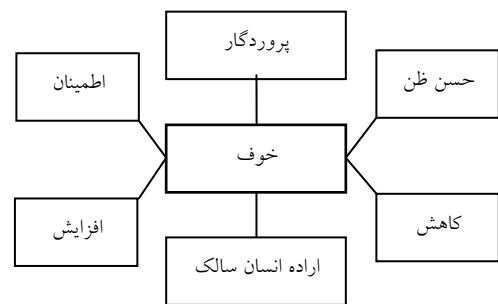 پروردگار
حسن ظن
اطمینان
خوف
کاهش
افزایش
اراده انسان سالک